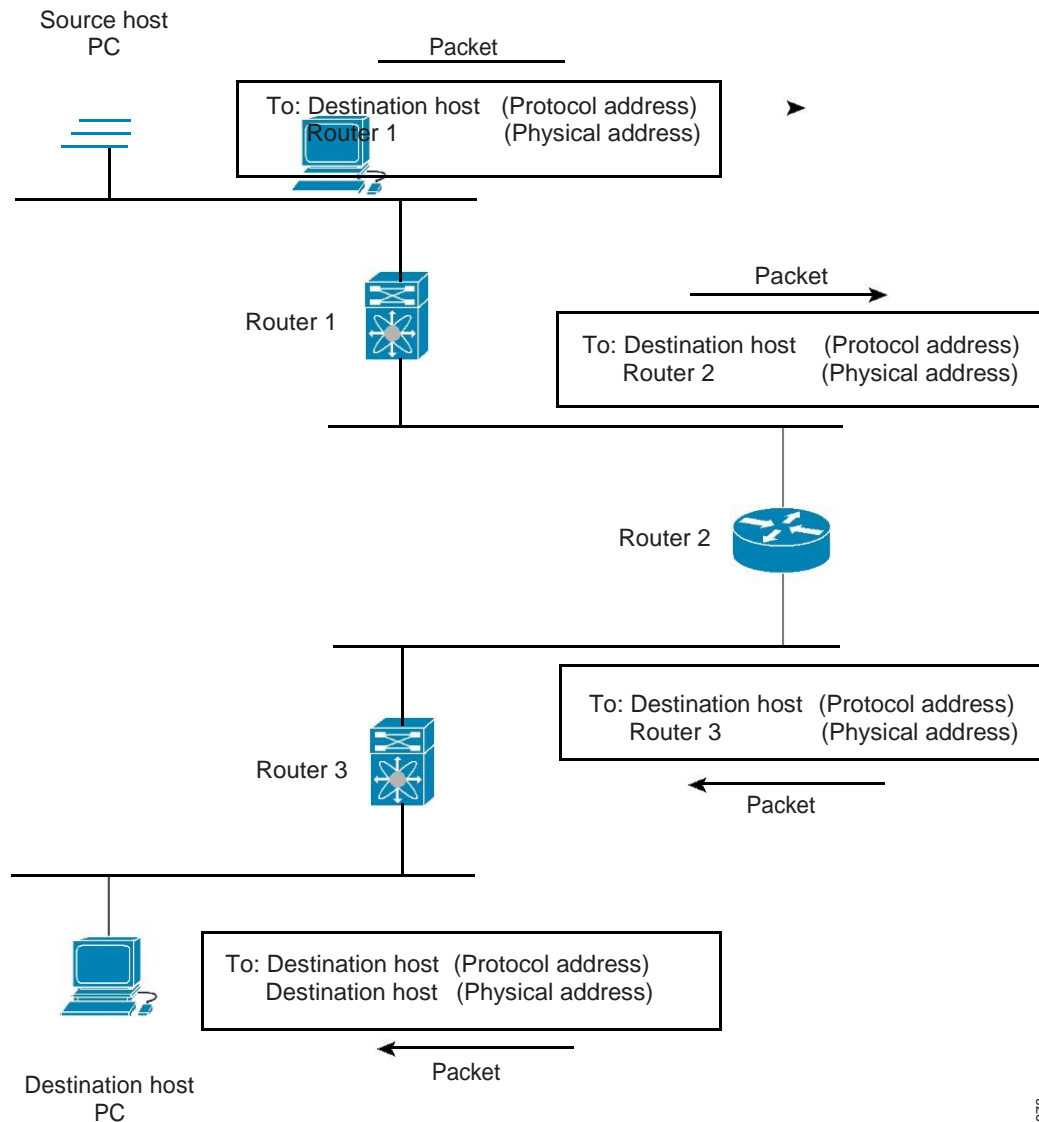 Source host
PC
Packet
To: Destination host (Protocol address)
Router 1 (Physical address)
Router 1
Packet
To: Destination host (Protocol address)
Router 2 (Physical address)
Router 2
To: Destination host (Protocol address)
Router 3 (Physical address)
Router 3
Packet
To: Destination host (Protocol address)
Destination host (Physical address)
Packet
Destination host
PC